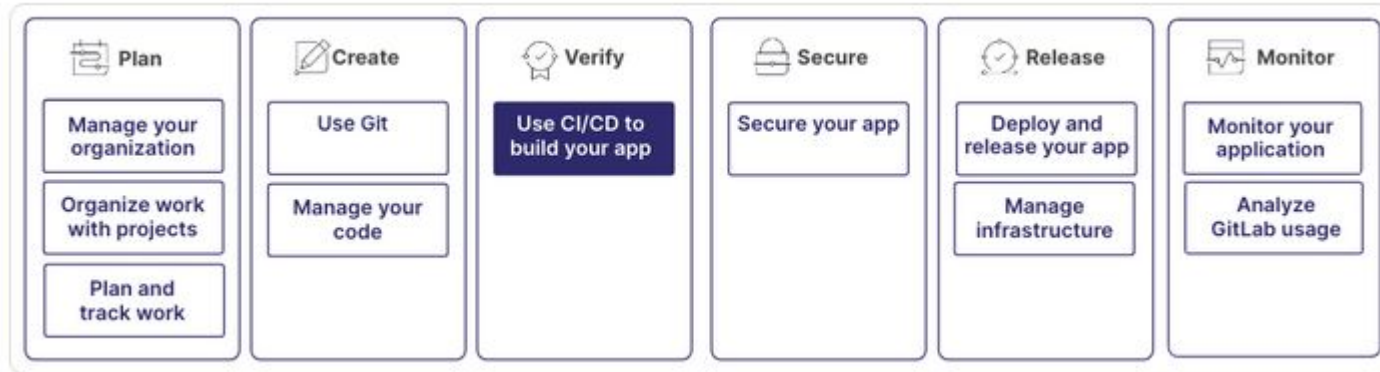 Plan
Manage your
organization
Organize work
with projects
Plan and
track work
Create
Use Git
Manage your
code
Verify
Use CI/CD to
build your app
Secure
Secure your app
Release
Deploy and
release your app
Manage
infrastructure
Monitor
Monitor your
application
Analyze
GitLab usage